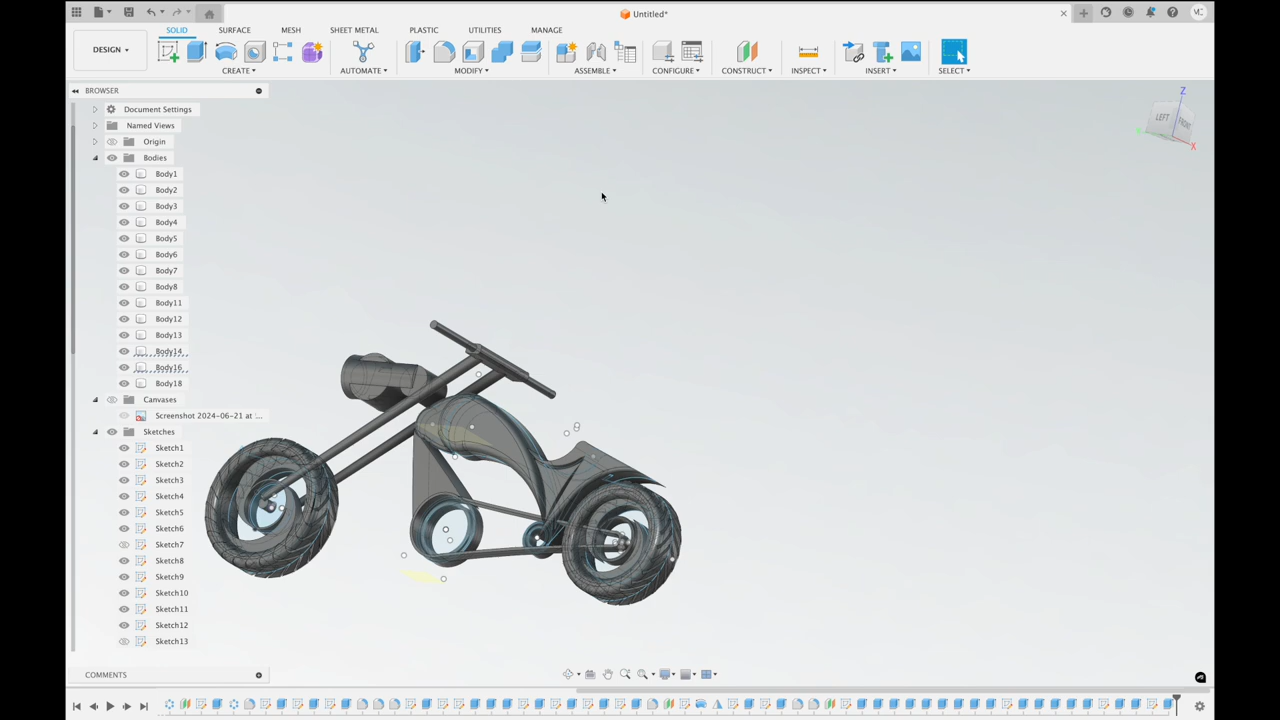 Untitled*
MC
DESIGN
SOLID
SURFACE
MESH
SHEET METAL
PLASTIC
UTILITIES
MANAGE
CREATE
AUTOMATE
MODIFY
ASSEMBLE
CONFIGURE
CONSTRUCT
INSPECT
INSERT
SELECT
BROWSER
Z
LEFT
FRONT
X
Document Settings
Named Views
Origin
Bodies
Body1
Body2
Body3
Body4
Body5
Body6
Body7
Body8
Body11
Body12
Body13
Body14
Body16
Body18
Canvases
Screenshot 2024-06-21 at ...
Sketches
Sketch1
Sketch2
Sketch3
Sketch4
Sketch5
Sketch6
Sketch7
Sketch8
Sketch9
Sketch10
Sketch11
Sketch12
Sketch13
COMMENTS